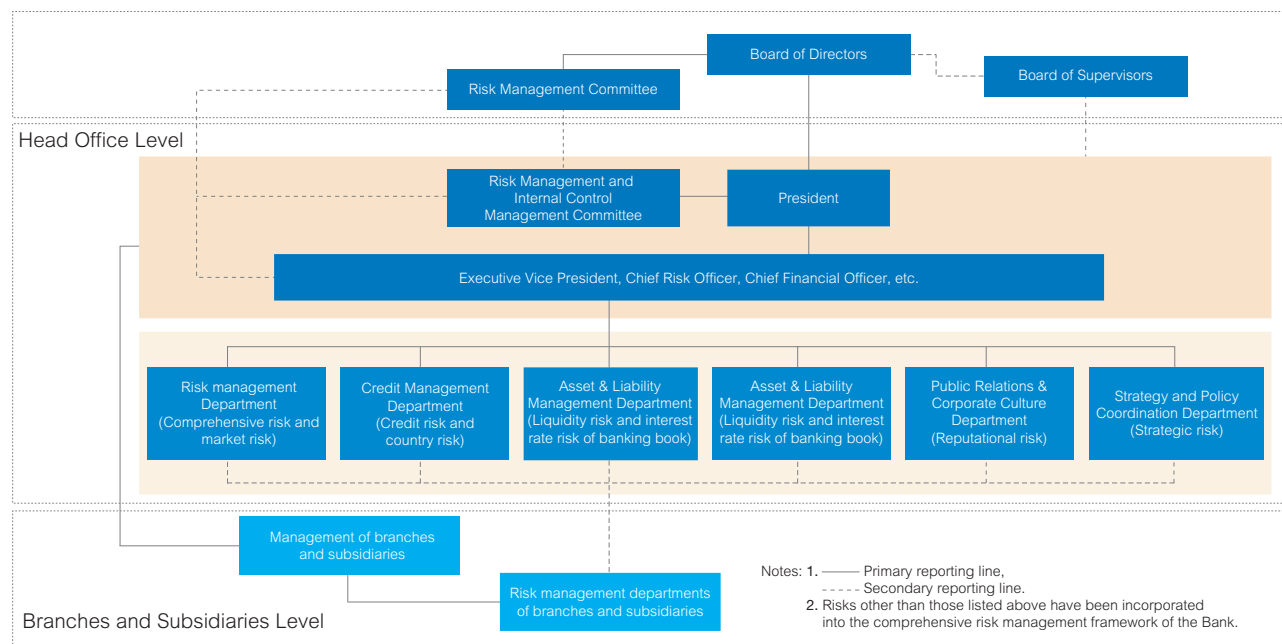 Board of Directors
Board of Supervisors
Risk Management Committee
Head Office Level
Risk Management and
Internal Control
Management Committee
President
Executive Vice President, Chief Risk Officer, Chief Financial Officer, etc.
Risk management
Department
(Comprehensive risk and
market risk)
Credit Management
Department
(Credit risk and
country risk)
Asset & Liability
Management Department
(Liquidity risk and interest
rate risk of banking book)
Asset & Liability
Management Department
(Liquidity risk and interest
rate risk of banking book)
Public Relations &
Corporate Culture
Department
(Reputational risk)
Strategy and Policy
Coordination Department
(Strategic risk)
Management of branches
and subsidiaries
Risk management departments
of branches and subsidiaries
Branches and Subsidiaries Level
Notes: 1. Primary reporting line,
Secondary reporting line.
2. Risks other than those listed above have been incorporated
into the comprehensive risk management framework of the Bank.